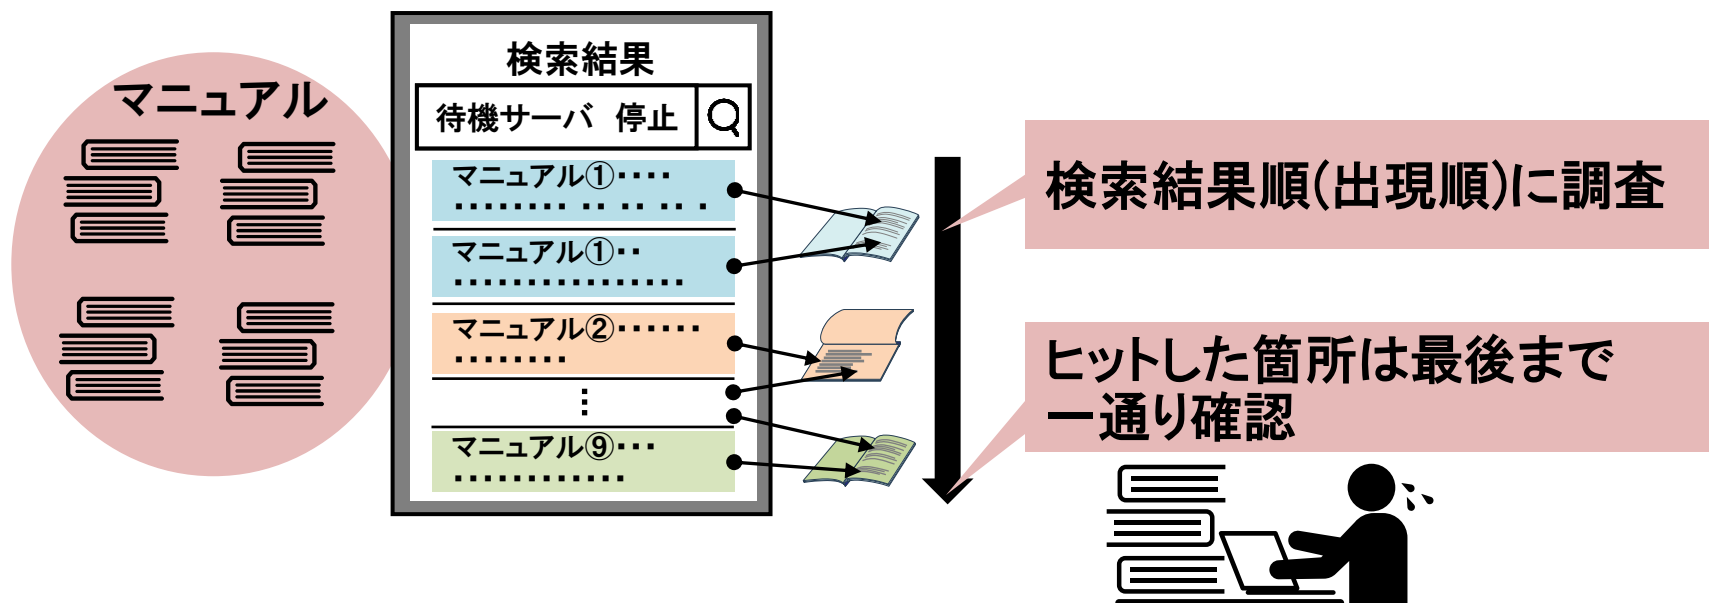 マニュアル
検索結果
待機サーバ 停止
マニュアル①････
マニュアル①･･
マニュアル②･･････
マニュアル⑨･･･
検索結果順(出現順)に調査
ヒットした箇所は最後まで
一通り確認